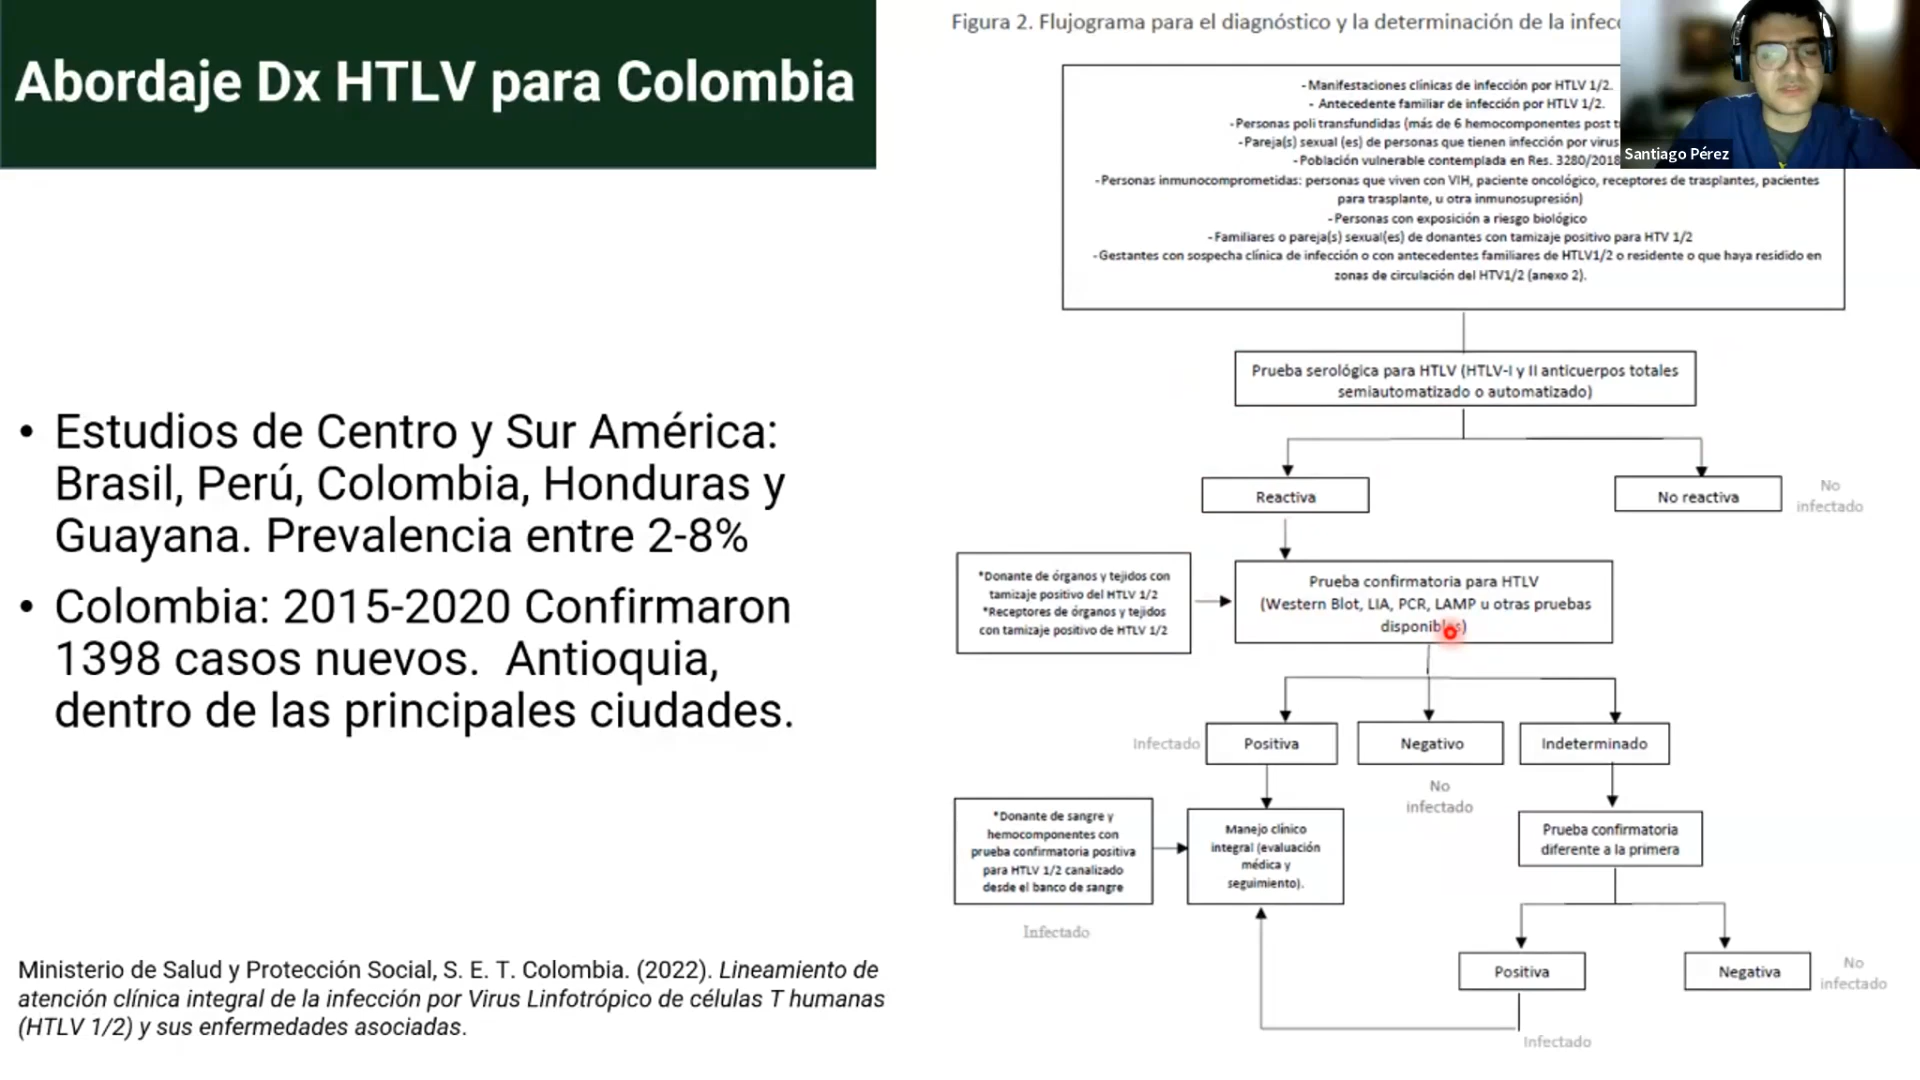 Abordaje Dx HTLV para Colombia
• Estudios de Centro y Sur América:
Brasil, Perú, Colombia, Honduras y
Guayana. Prevalencia entre 2-8%
• Colombia: 2015-2020 Confirmaron
1398 casos nuevos.  Antioquia,
dentro de las principales ciudades.
Ministerio de Salud y Protección Social, S. E. T. Colombia. (2022). Lineamiento de
atención clínica integral de la infección por Virus Linfotrópico de células T humanas
(HTLV 1/2) y sus enfermedades asociadas.
Figura 2. Flujograma para el diagnóstico y la determinación de la
Santiago Pérez
- Manifestaciones clínicas de infección por HTLV 1/2.
- Antecedente familiar de infección por HTLV 1/2.
- Personas poli transfundidas (más de 6 hemocomponentes post
- Pareja(s) sexual (es) de personas que tienen infección por virus
- Población vulnerable contemplada en Res. 3280/2018
- Personas inmunocomprometidas: personas que viven con VIH, paciente oncológico, receptores de trasplantes, pacientes
para trasplante, u otra inmunosupresión)
- Personas con exposición a riesgo biológico
- Familiares o pareja(s) sexual(es) de donantes con tamizaje positivo para HTV 1/2
- Gestantes con sospecha clínica de infección o con antecedentes familiares de HTLV1/2 o residente o que haya residido en
zonas de circulación del HTV1/2 (anexo 2).
Prueba serológica para HTLV (HTLV-I y II anticuerpos totales
semiautomatizado o automatizado)
Reactiva
No reactiva
No
infectado
*Donante de órganos y tejidos con
tamizaje positivo del HTLV 1/2
*Receptores de órganos y tejidos
con tamizaje positivo de HTLV 1/2
Prueba confirmatoria para HTLV
(Western Blot, LIA, PCR, LAMP u otras pruebas
disponibles)
Infectado
Positiva
Negativo
Indeterminado
No
infectado
*Donante de sangre y
hemocomponentes con
prueba confirmatoria positiva
para HTLV 1/2 canalizado
desde el banco de sangre
Infectado
Manejo clínico
integral (evaluación
médica y
seguimiento).
Prueba confirmatoria
diferente a la primera
Positiva
Negativa
No
infectado
Infectado